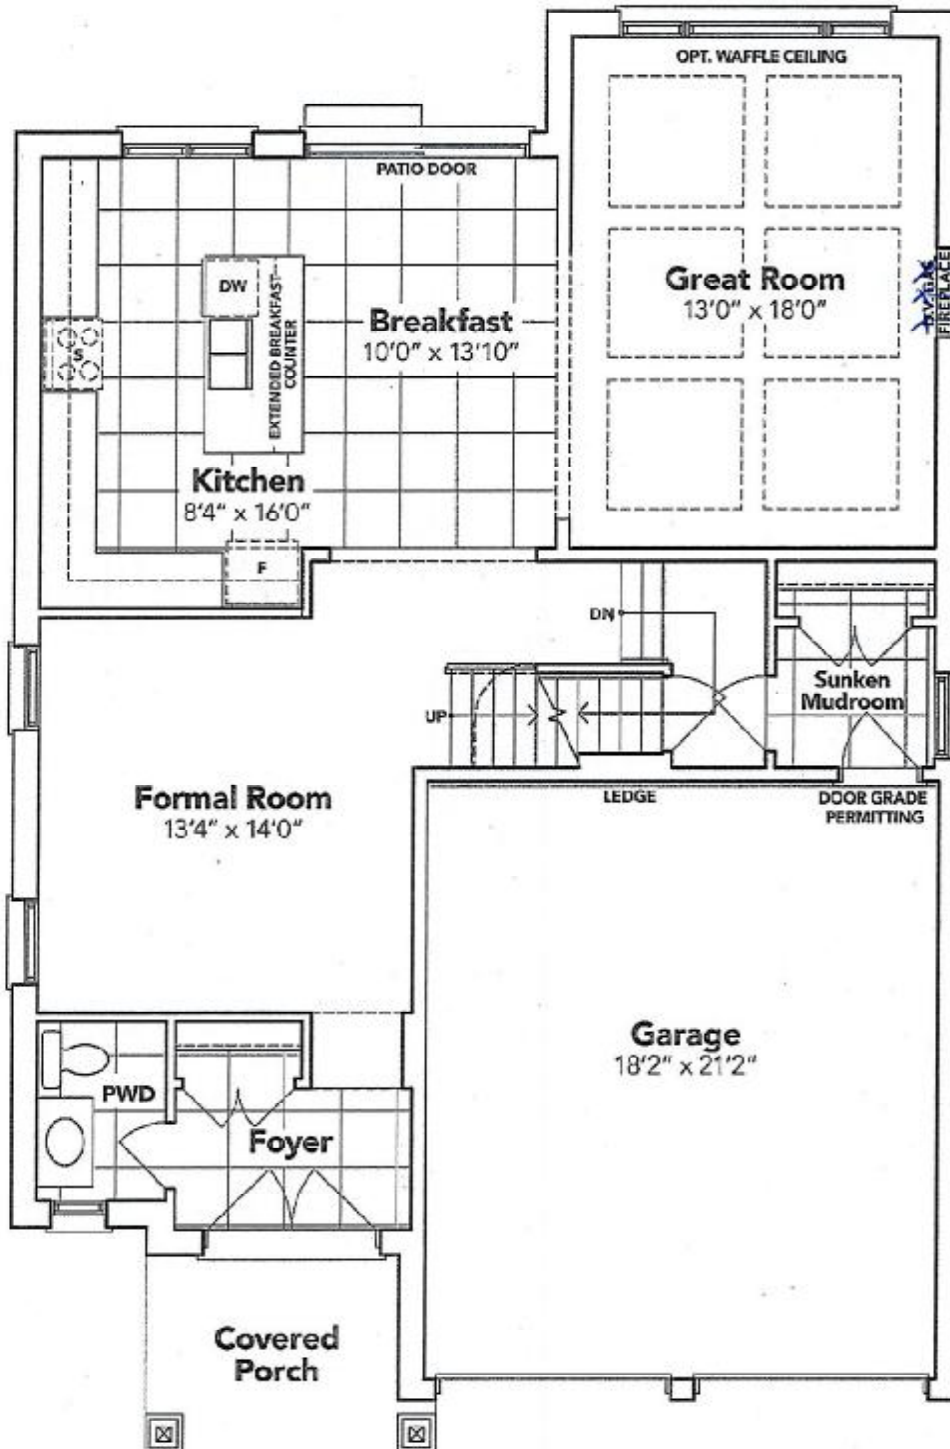 OPT. WAFFLE CEILING
PATIO DOOR
DW
EXTENDED BREAKFAST
COUNTER
Breakfast
10'0" x 13'10"
Great Room
13'0" x 18'0"
FIREPLACE
S
Kitchen
8'4" x 16'0"
F
DN
UP
Sunken
Mudroom
Formal Room
13'4" x 14'0"
LEDGE
DOOR GRADE
PERMITTING
Garage
18'2" x 21'2"
PWD
Foyer
Covered
Porch